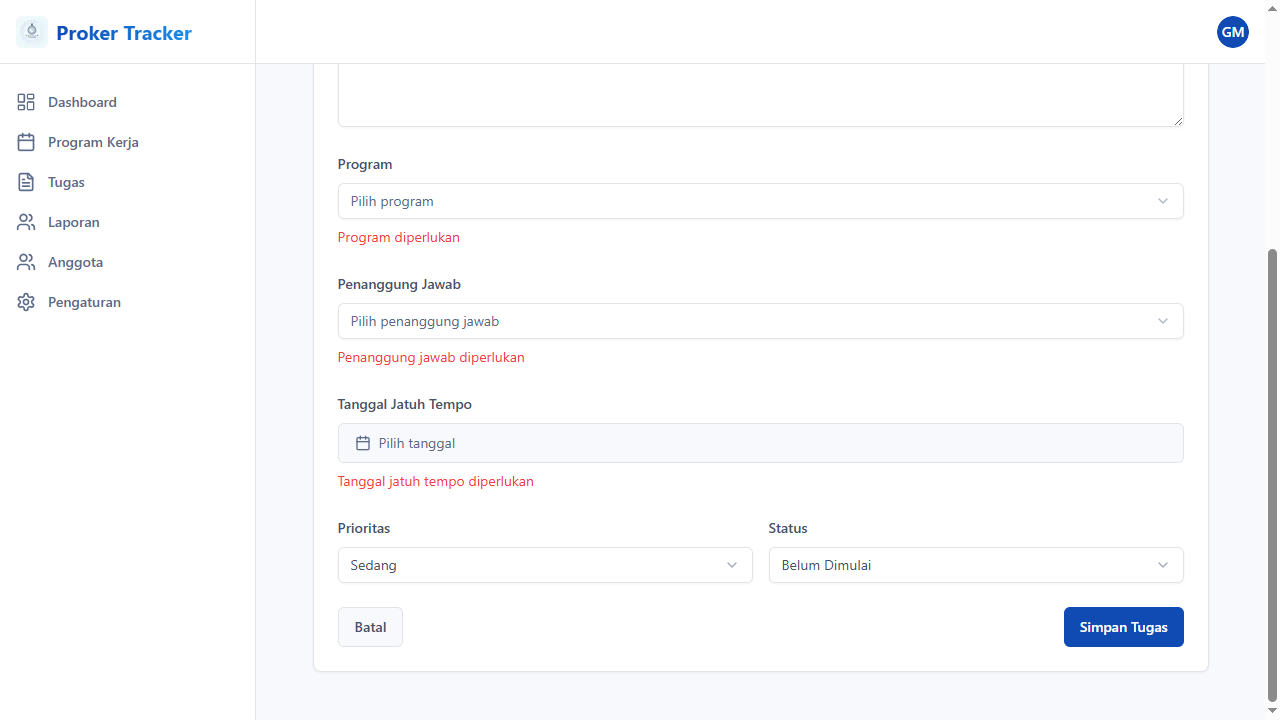 Proker Tracker
GM
Dashboard
Program Kerja
Tugas
Laporan
Anggota
Pengaturan
Program
Pilih program
Program diperlukan
Penanggung Jawab
Pilih penanggung jawab
Penanggung jawab diperlukan
Tanggal Jatuh Tempo
Pilih tanggal
Tanggal jatuh tempo diperlukan
Prioritas
Status
Sedang
Belum Dimulai
Batal
Simpan Tugas